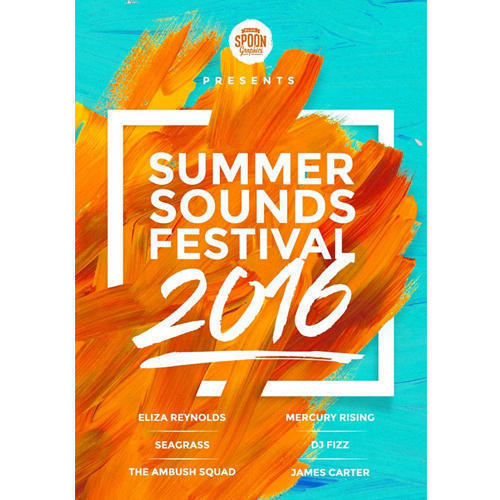 BLOG
SPOON
Graphics
PRESENTS
SUMMER
SOUNDS
FESTIVAL
2016
ELIZA REYNOLDS
MERCURY RISING
SEAGRASS
DJ FIZZ
THE AMBUSH SQUAD
JAMES CARTER